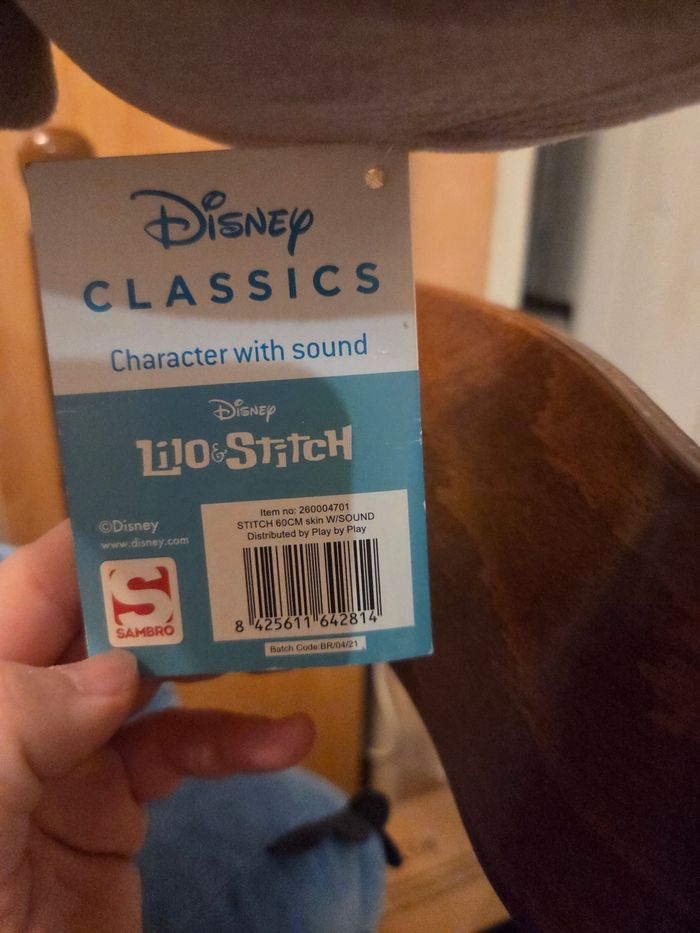 Disney
CLASSICS
Character with sound
Disney
Lilo & Stitch
©Disney
www.disney.com
SAMBRO
Item no: 260004701
STITCH 60CM skin W/SOUND
Distributed by Play by Play
8 425611 642814
Batch Code:BR/04/21